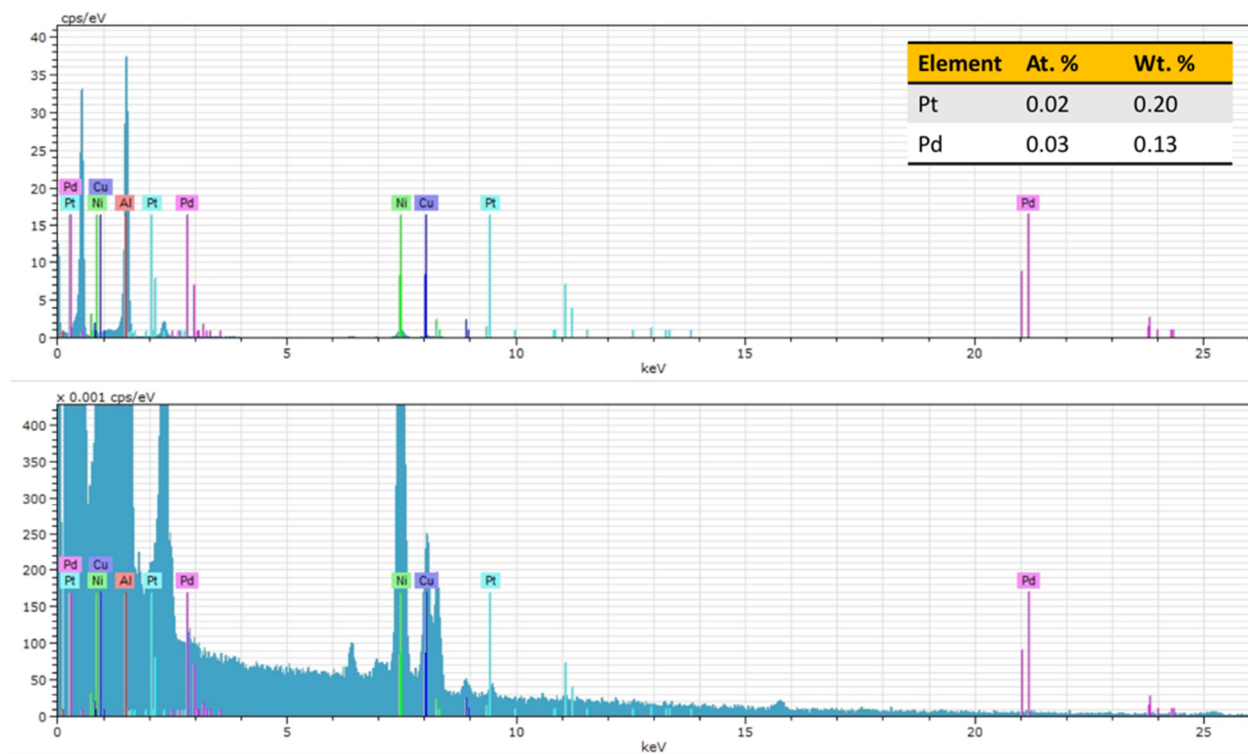 cps/eV
40
35
30
25
20
15
10
5
0
Element At. % Wt. %
Pt 0.02 0.20
Pd 0.03 0.13
Pd Cu
Pt Ni Al Pt Pd Ni Cu Pt Pd
0 5 10 15 20 25
keV
x 0.001 cps/eV
400
350
300
250
200
150
100
50
0
Pd Cu
Pt Ni Al Pt Pd Ni Cu Pt Pd
0 5 10 15 20 25
keV